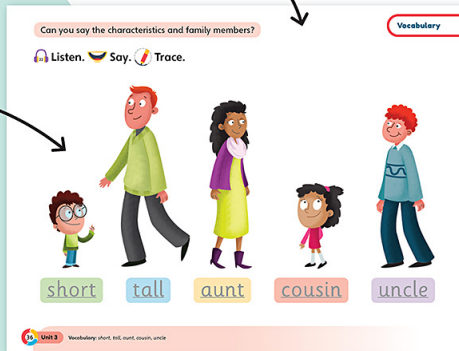 Vocabulary
Can you say the characteristics and family members?
Listen. Say. Trace.
short tall aunt cousin uncle
36 Unit 3 Vocabulary: short, tall, aunt, cousin, uncle